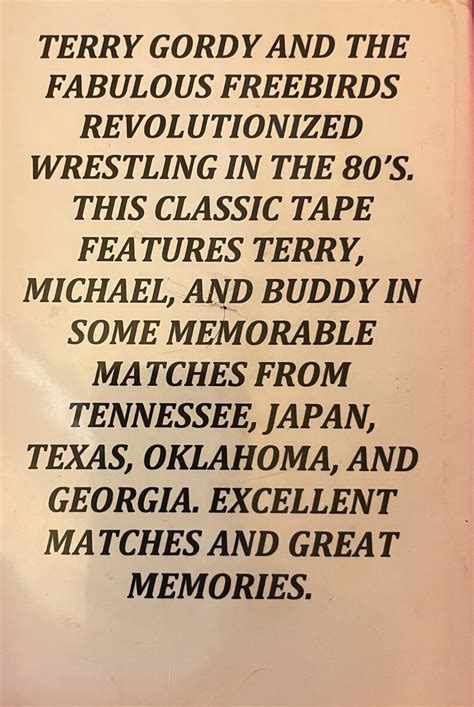 TERRY GORDY AND THE
FABULOUS FREEBIRDS
REVOLUTIONIZED
WRESTLING IN THE 80'S.
THIS CLASSIC TAPE
FEATURES TERRY,
MICHAEL, AND BUDDY IN
SOME MEMORABLE
MATCHES FROM
TENNESSEE, JAPAN,
TEXAS, OKLAHOMA, AND
GEORGIA. EXCELLENT
MATCHES AND GREAT
MEMORIES.